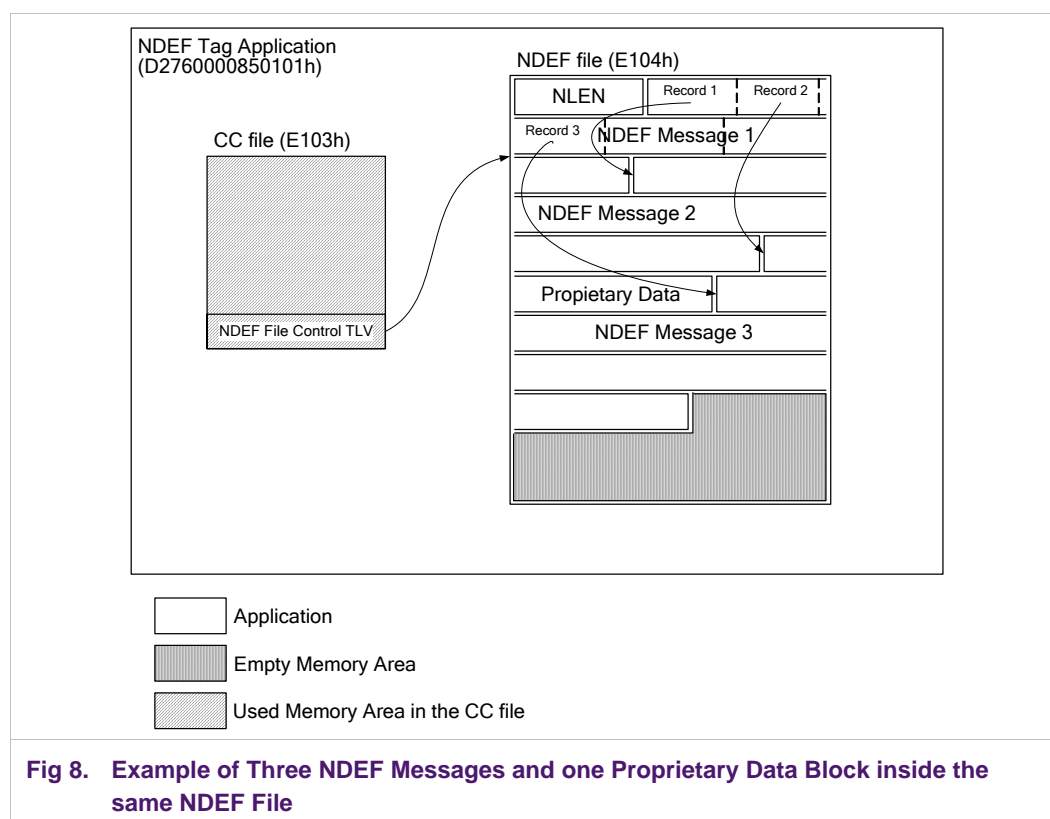 NDEF Tag Application
(D2760000850101h)
NDEF file (E104h)
NLEN
Record 1
Record 2
Record 3
NDEF Message 1
CC file (E103h)
NDEF Message 2
Propietary Data
NDEF File Control TLV
NDEF Message 3
Application
Empty Memory Area
Used Memory Area in the CC file
Fig 8. Example of Three NDEF Messages and one Proprietary Data Block inside the
same NDEF File